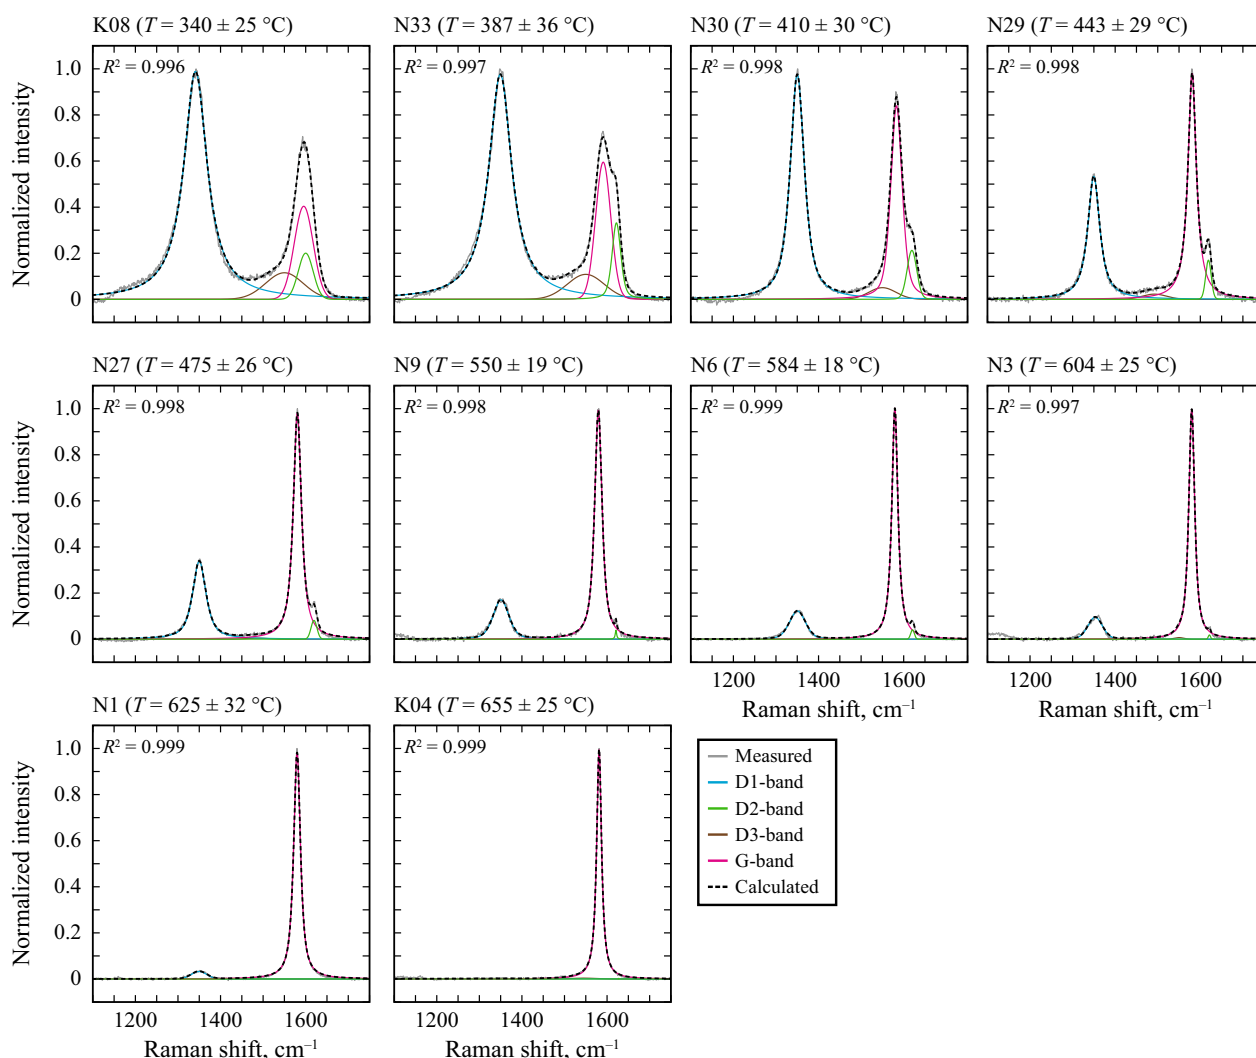 K08 (T = 340 ± 25 °C) N33 (T = 387 ± 36 °C) N30 (T = 410 ± 30 °C) N29 (T = 443 ± 29 °C)
R² = 0.996 R² = 0.997 R² = 0.998 R² = 0.998
Normalized intensity
1.0
0.8
0.6
0.4
0.2
0
N27 (T = 475 ± 26 °C) N9 (T = 550 ± 19 °C) N6 (T = 584 ± 18 °C) N3 (T = 604 ± 25 °C)
R² = 0.998 R² = 0.998 R² = 0.999 R² = 0.997
Normalized intensity
1.0
0.8
0.6
0.4
0.2
0
1200 1400 1600 1200 1400 1600
Raman shift, cm⁻¹ Raman shift, cm⁻¹
N1 (T = 625 ± 32 °C) K04 (T = 655 ± 25 °C)
R² = 0.999 R² = 0.999
Normalized intensity
1.0
0.8
0.6
0.4
0.2
0
1200 1400 1600 1200 1400 1600
Raman shift, cm⁻¹ Raman shift, cm⁻¹
Measured
D1-band
D2-band
D3-band
G-band
Calculated